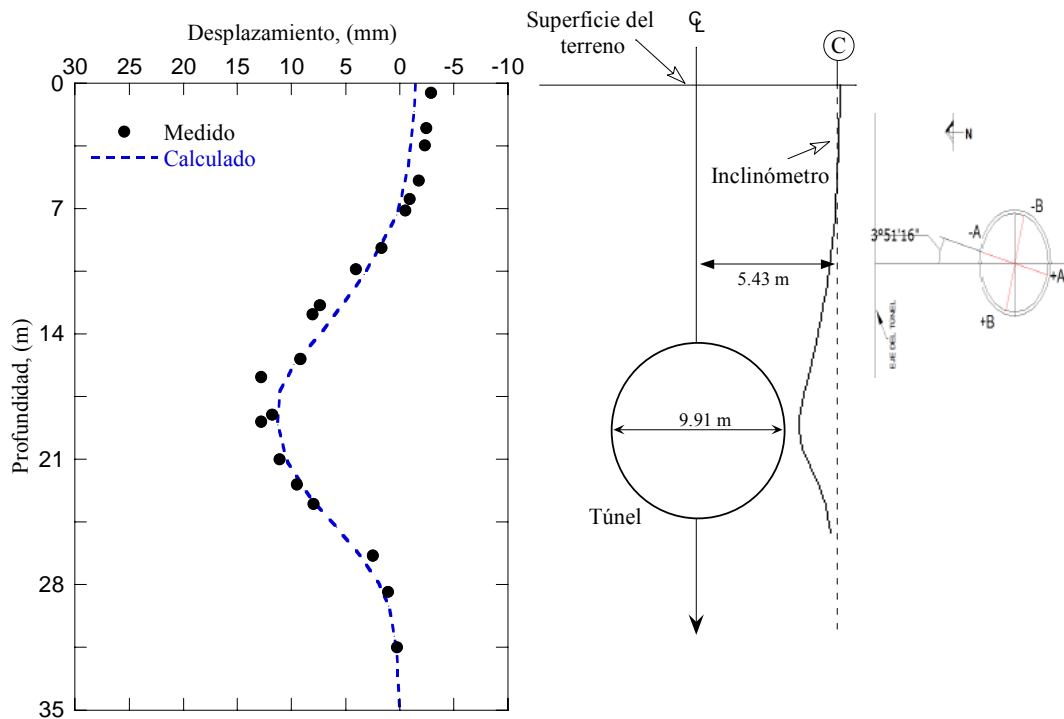 Desplazamiento, (mm)
30 25 20 15 10 5 0 -5 -10
0
7
14
21
28
35
Profundidad, (m)
Medido
Calculado
Superficie del
terreno
℄
C
Inclinómetro
5.43 m
9.91 m
Túnel
N
-B
-A
3°51'16"
+A
+B
EJE DEL TÚNEL